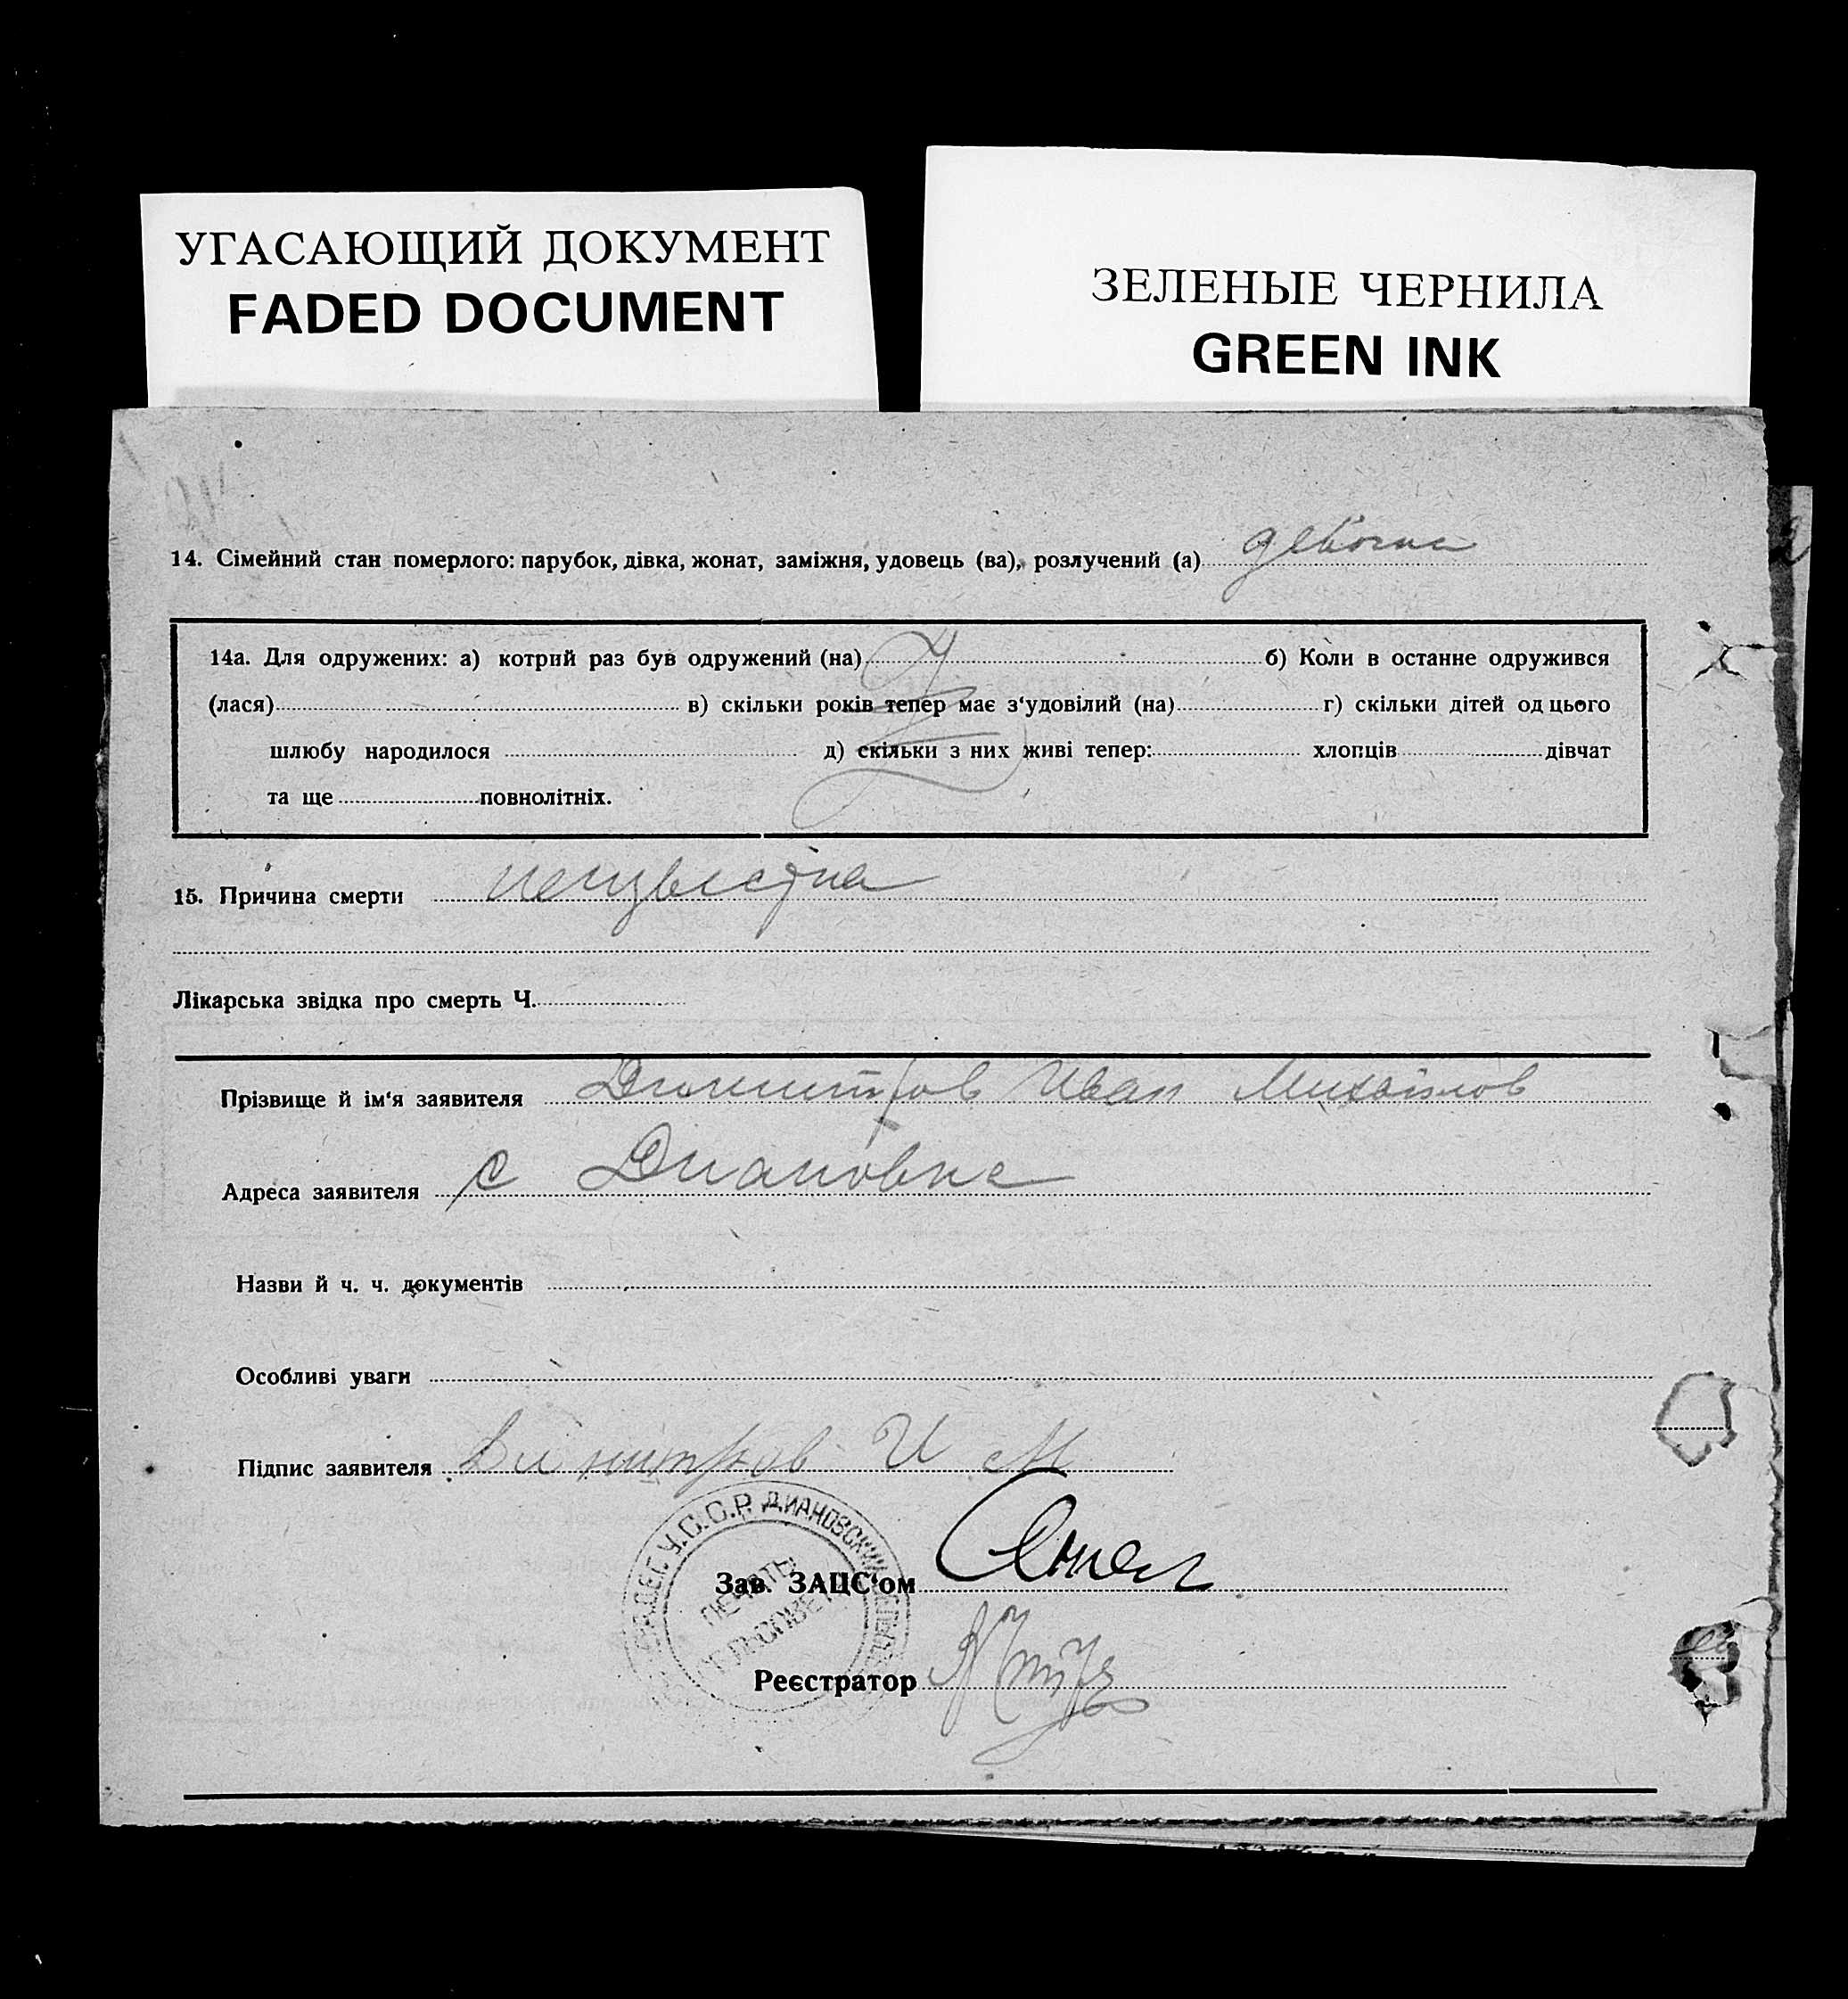 УГАСАЮЩИЙ ДОКУМЕНТ
FADED DOCUMENT
ЗЕЛЕНЫЕ ЧЕРНИЛА
GREEN INK
14. Сімейний стан померлого: парубок, дівка, жонат, заміжня, удовець (ва), розлучений (а)
14а. Для одружених: а) котрий раз був одружений (на) б) Коли в останне одружився
(лася) в) скільки років тепер має з‘удовілий (на) г) скільки дітей од цього
шлюбу народилося д) скільки з них живі тепер: хлопців дівчат
та ще повнолітніх.
15. Причина смерти неизвестна
Лікарська звідка про смерть Ч.
Прізвище й ім‘я заявителя Димитров Иван Михайлов
Адреса заявителя с Диановка
Назви й ч. ч. документів
Особливі уваги
Підпис заявителя Димитров И М
У.С.С.Р. ДИАНОВСКИЙ
ПЕЧАТЬ
СЕЛЬСОВЕТА
Зав. ЗАЦС‘ом
Реєстратор